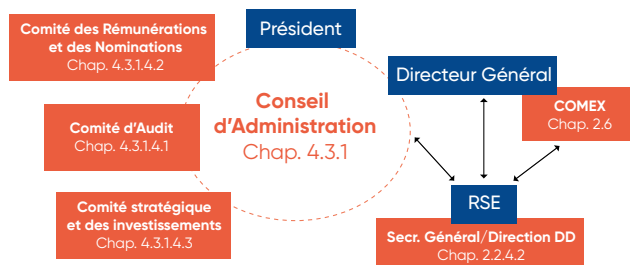 Comité des Rémunérations
et des Nominations
Chap. 4.3.1.4.2
Président
Directeur Général
Conseil
d'Administration
Chap. 4.3.1
COMEX
Chap. 2.6
Comité d'Audit
Chap. 4.3.1.4.1
Comité stratégique
et des investissements
Chap. 4.3.1.4.3
RSE
Secr. Général/Direction DD
Chap. 2.2.4.2